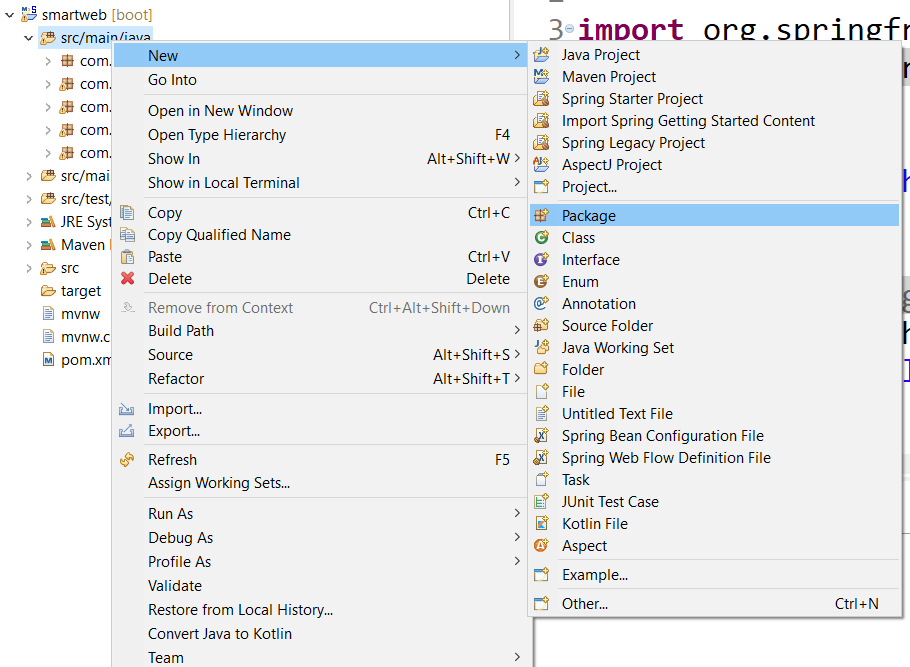 smartweb [boot]
src/main/java
com.
com.
com.
com.
com.
src/mai
src/test/
JRE Syst
Maven
src
target
mvnw
mvnw.c
pom.xm
New
Go Into
Open in New Window
Open Type Hierarchy F4
Show In Alt+Shift+W
Show in Local Terminal
Copy Ctrl+C
Copy Qualified Name
Paste Ctrl+V
Delete Delete
Remove from Context Ctrl+Alt+Shift+Down
Build Path
Source Alt+Shift+S
Refactor Alt+Shift+T
Import...
Export...
Refresh F5
Assign Working Sets...
Run As
Debug As
Profile As
Validate
Restore from Local History...
Convert Java to Kotlin
Team
3 import org.springfr
Java Project
Maven Project
Spring Starter Project
Import Spring Getting Started Content
Spring Legacy Project
AspectJ Project
Project...
Package
Class
Interface
Enum
Annotation
Source Folder
Java Working Set
Folder
File
Untitled Text File
Spring Bean Configuration File
Spring Web Flow Definition File
Task
JUnit Test Case
Kotlin File
Aspect
Example...
Other... Ctrl+N